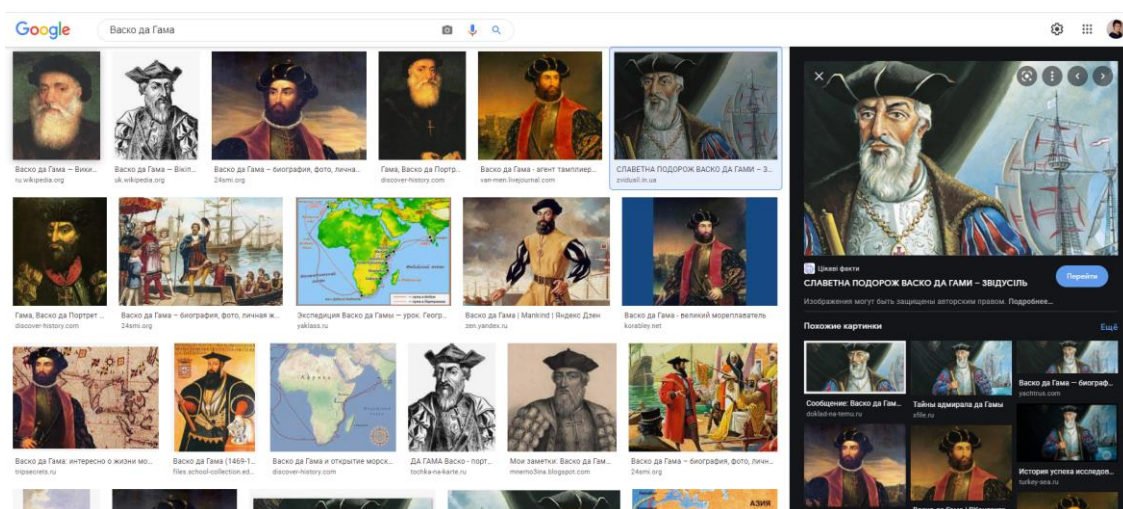 Google
Васко да Гама
Васко да Гама — Вики...
ru.wikipedia.org
Васко да Гама — Вікіп...
uk.wikipedia.org
Васко да Гама – биография, фото, лична...
24smi.org
Гама, Васко да Портр...
discover-history.com
Васко да Гама - агент тамплиер...
van-men.livejournal.com
СЛАВЕТНА ПОДОРОЖ ВАСКО ДА ГАМИ – З...
zvidusil.in.ua
Гама, Васко да Портрет ...
discover-history.com
Васко да Гама – биография, фото, личная ж...
24smi.org
Экспедиция Васко да Гамы — урок. Геогр...
yaklass.ru
Васко да Гама | Mankind | Яндекс Дзен
zen.yandex.ru
Васко да Гама - великий мореплаватель
korabley.net
Васко да Гама: интересно о жизни мо...
tripsecrets.ru
Васко да Гама (1469-1...
files.school-collection.ed...
Васко да Гама и открытие морск...
discover-history.com
ДА ГАМА Васко - порт...
tochka-na-karte.ru
Мои заметки: Васко да Гам...
mnemo3ina.blogspot.com
Васко да Гама – биография, фото, личн...
24smi.org
АЗИЯ
Цікаві факти
СЛАВЕТНА ПОДОРОЖ ВАСКО ДА ГАМИ – ЗВІДУСІЛЬ
Перейти
Изображения могут быть защищены авторским правом. Подробнее...
Похожие картинки
Ещё
Сообщение: Васко да Гам...
doklad-na-temu.ru
Тайны адмирала да Гамы
xfile.ru
Васко да Гама — биограф...
yachtrus.com
История успеха исследов...
turkey-sea.ru